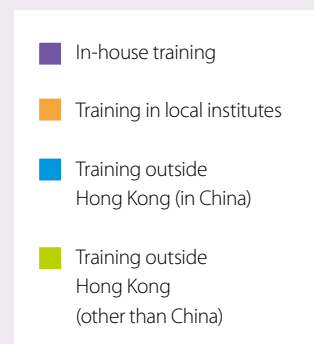 In-house training
Training in local institutes
Training outside
Hong Kong (in China)
Training outside
Hong Kong
(other than China)